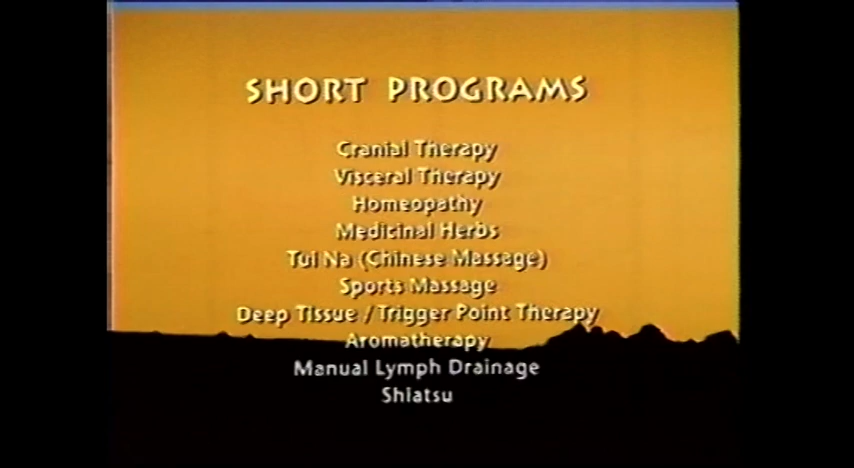 SHORT PROGRAMS
Cranial Therapy
Visceral Therapy
Homeopathy
Medicinal Herbs
Tui Na (Chinese Massage)
Sports Massage
Deep Tissue / Trigger Point Therapy
Aromatherapy
Manual Lymph Drainage
Shiatsu